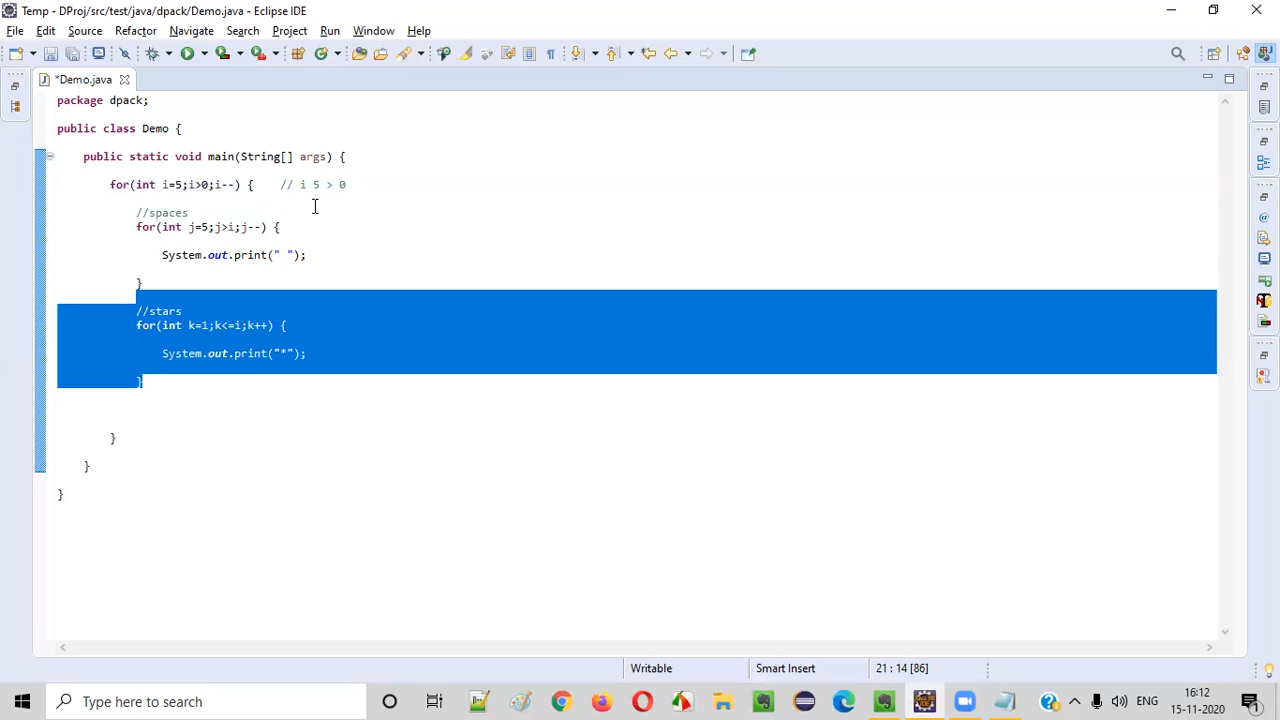 Temp - DProj/src/test/java/dpack/Demo.java - Eclipse IDE
File Edit Source Refactor Navigate Search Project Run Window Help
*Demo.java
package dpack;
public class Demo {
public static void main(String[] args) {
for(int i=5;i>0;i--) { // i 5 > 0
//spaces
for(int j=5;j>i;j--) {
System.out.print(" ");
}
//stars
for(int k=1;k<=i;k++) {
System.out.print("*");
}
}
}
}
Writable Smart Insert 21 : 14 [86]
Type here to search
ENG
16:12
15-11-2020